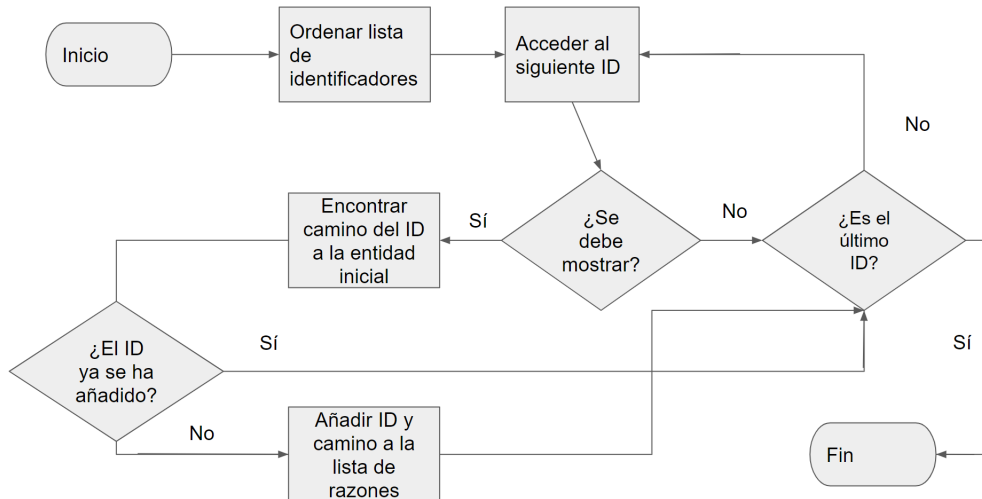 Inicio
Ordenar lista
de
identificadores
Acceder al
siguiente ID
No
Encontrar
camino del ID
a la entidad
inicial
Sí
¿Se
debe
mostrar?
No
¿Es el
último
ID?
¿El ID
ya se ha
añadido?
Sí
Sí
No
Añadir ID y
camino a la
lista de
razones
Fin